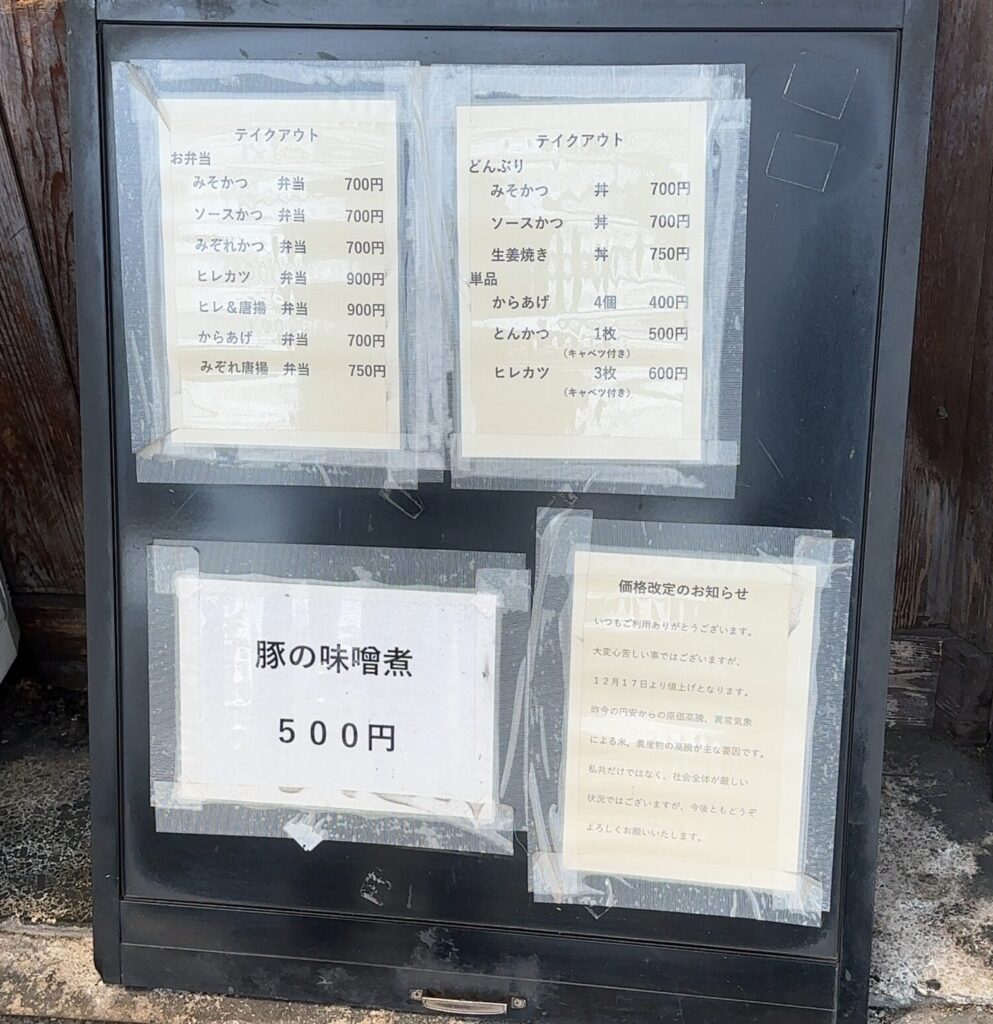 テイクアウト
お弁当
みそかつ 弁当 700円
ソースかつ 弁当 700円
みぞれかつ 弁当 700円
ヒレカツ 弁当 900円
ヒレ&唐揚 弁当 900円
からあげ 弁当 700円
みぞれ唐揚 弁当 750円
テイクアウト
どんぶり
みそかつ 丼 700円
ソースかつ 丼 700円
生姜焼き 丼 750円
単品
からあげ 4個 400円
とんかつ 1枚 500円
(キャベツ付き)
ヒレカツ 3枚 600円
(キャベツ付き)
豚の味噌煮
500円
価格改定のお知らせ
いつもご利用ありがとうございます。
大変心苦しい事ではございますが、
12月17日より値上げとなります。
昨今の円安からの原価高騰、異常気象
による米、農産物の高騰が主な要因です。
私共だけではなく、社会全体が厳しい
状況ではございますが、今後ともどうぞ
よろしくお願いいたします。